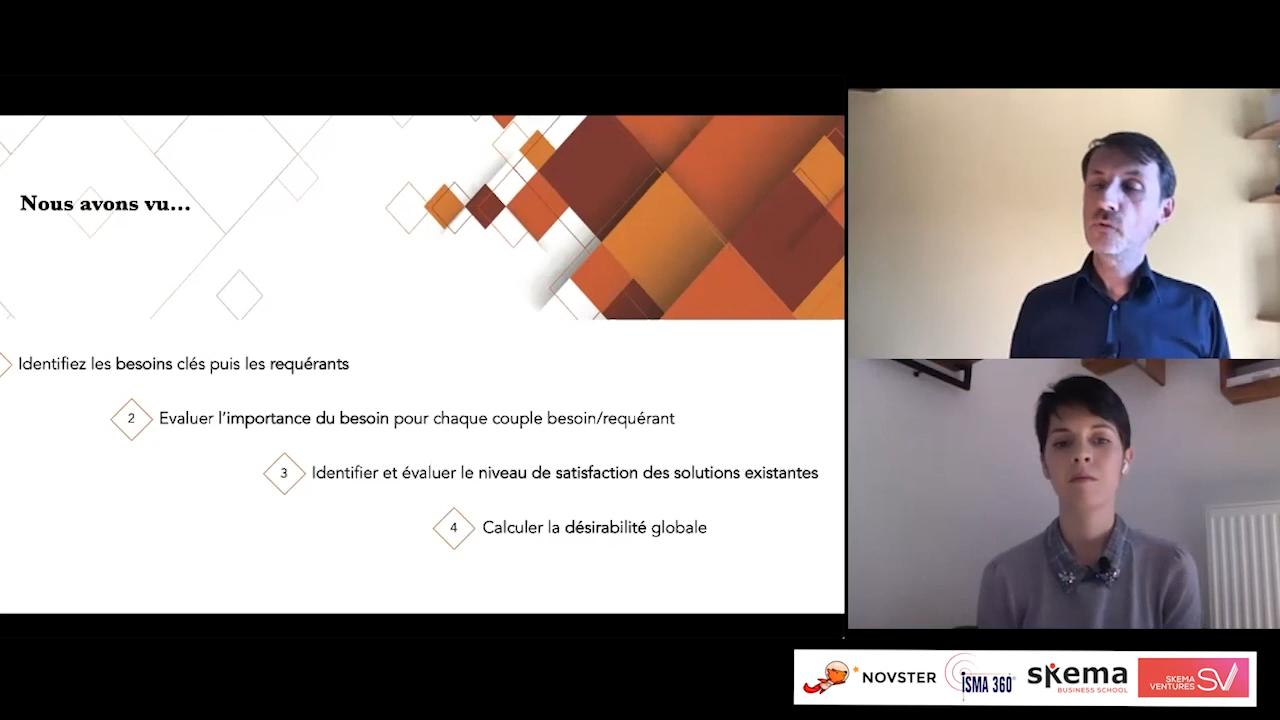 Nous avons vu...
Identifiez les besoins clés puis les requérants
2 Evaluer l'importance du besoin pour chaque couple besoin/requérant
3 Identifier et évaluer le niveau de satisfaction des solutions existantes
4 Calculer la désirabilité globale
NOVSTER
iSMA 360°
skema
BUSINESS SCHOOL
SKEMA
VENTURES SV